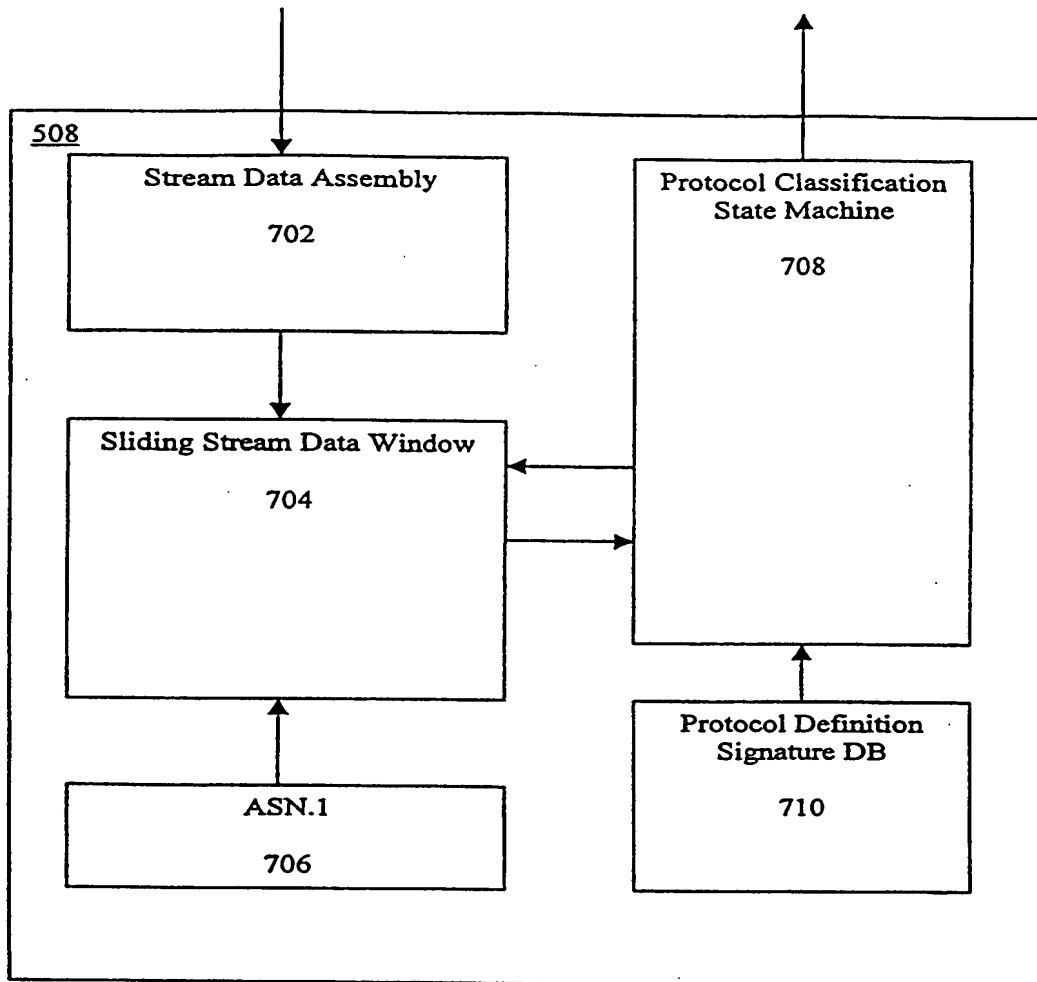 508
Stream Data Assembly
702
Protocol Classification
State Machine
708
Sliding Stream Data Window
704
Protocol Definition
Signature DB
710
ASN.1
706